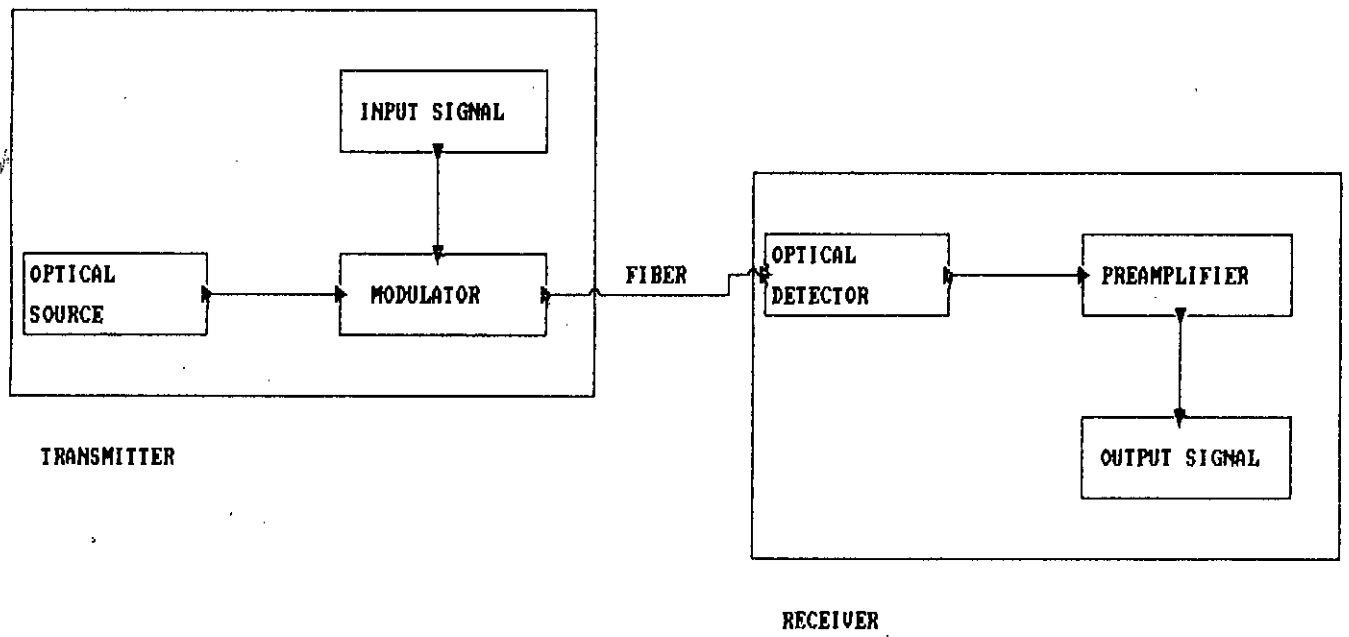 INPUT SIGNAL
OPTICAL
SOURCE
MODULATOR
FIBER
OPTICAL
DETECTOR
PREAMPLIFIER
OUTPUT SIGNAL
TRANSMITTER
RECEIVER